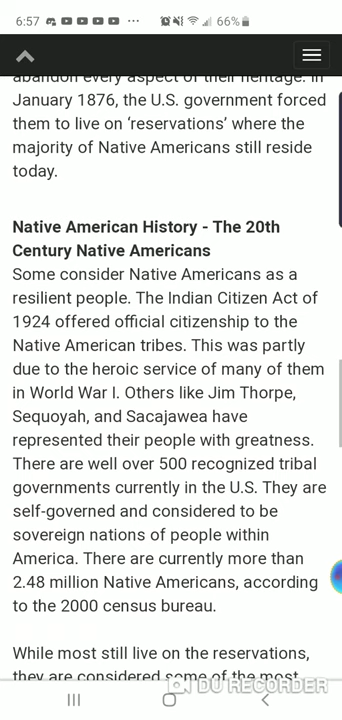 6:57 66%
abandon every aspect of their heritage. In
January 1876, the U.S. government forced
them to live on ‘reservations’ where the
majority of Native Americans still reside
today.
Native American History - The 20th
Century Native Americans
Some consider Native Americans as a
resilient people. The Indian Citizen Act of
1924 offered official citizenship to the
Native American tribes. This was partly
due to the heroic service of many of them
in World War I. Others like Jim Thorpe,
Sequoyah, and Sacajawea have
represented their people with greatness.
There are well over 500 recognized tribal
governments currently in the U.S. They are
self-governed and considered to be
sovereign nations of people within
America. There are currently more than
2.48 million Native Americans, according
to the 2000 census bureau.
While most still live on the reservations,
they are considered some of the most
DU RECORDER